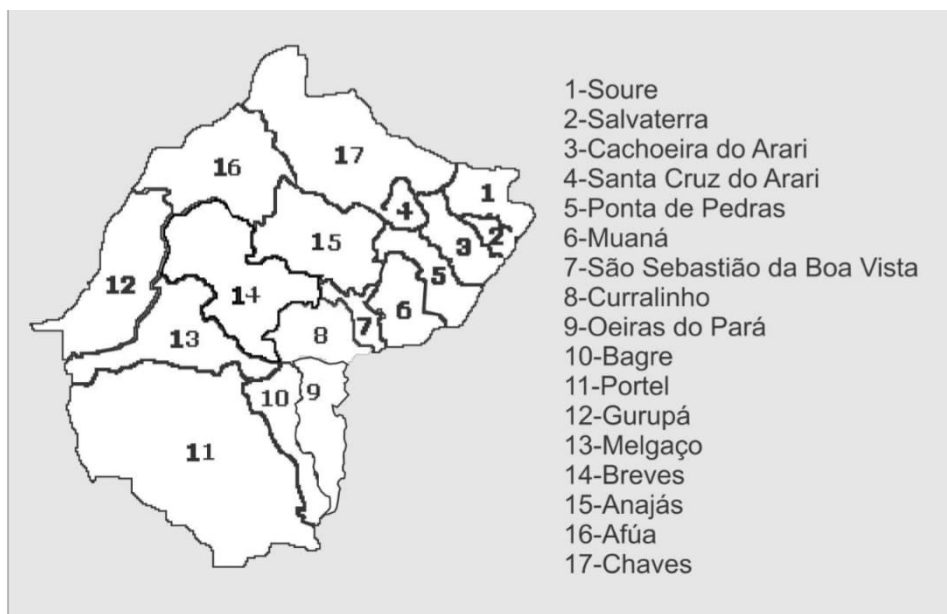 17
16
1
4
2
3
15
5
12
14
6
7
13
8
10
9
11
1-Soure
2-Salvaterra
3-Cachoeira do Arari
4-Santa Cruz do Arari
5-Ponta de Pedras
6-Muaná
7-São Sebastião da Boa Vista
8-Curralinho
9-Oeiras do Pará
10-Bagre
11-Portel
12-Gurupá
13-Melgaço
14-Breves
15-Anajás
16-Afúa
17-Chaves